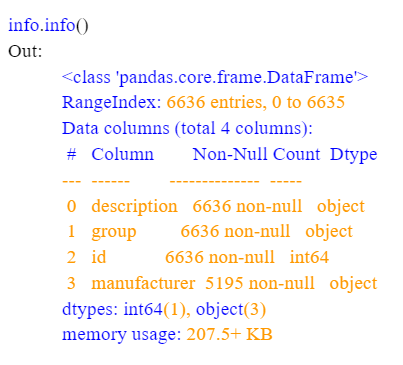 info.info()
Out:
<class 'pandas.core.frame.DataFrame'>
RangeIndex: 6636 entries, 0 to 6635
Data columns (total 4 columns):
# Column Non-Null Count Dtype
--- ------ -------------- -----
0 description 6636 non-null object
1 group 6636 non-null object
2 id 6636 non-null int64
3 manufacturer 5195 non-null object
dtypes: int64(1), object(3)
memory usage: 207.5+ KB